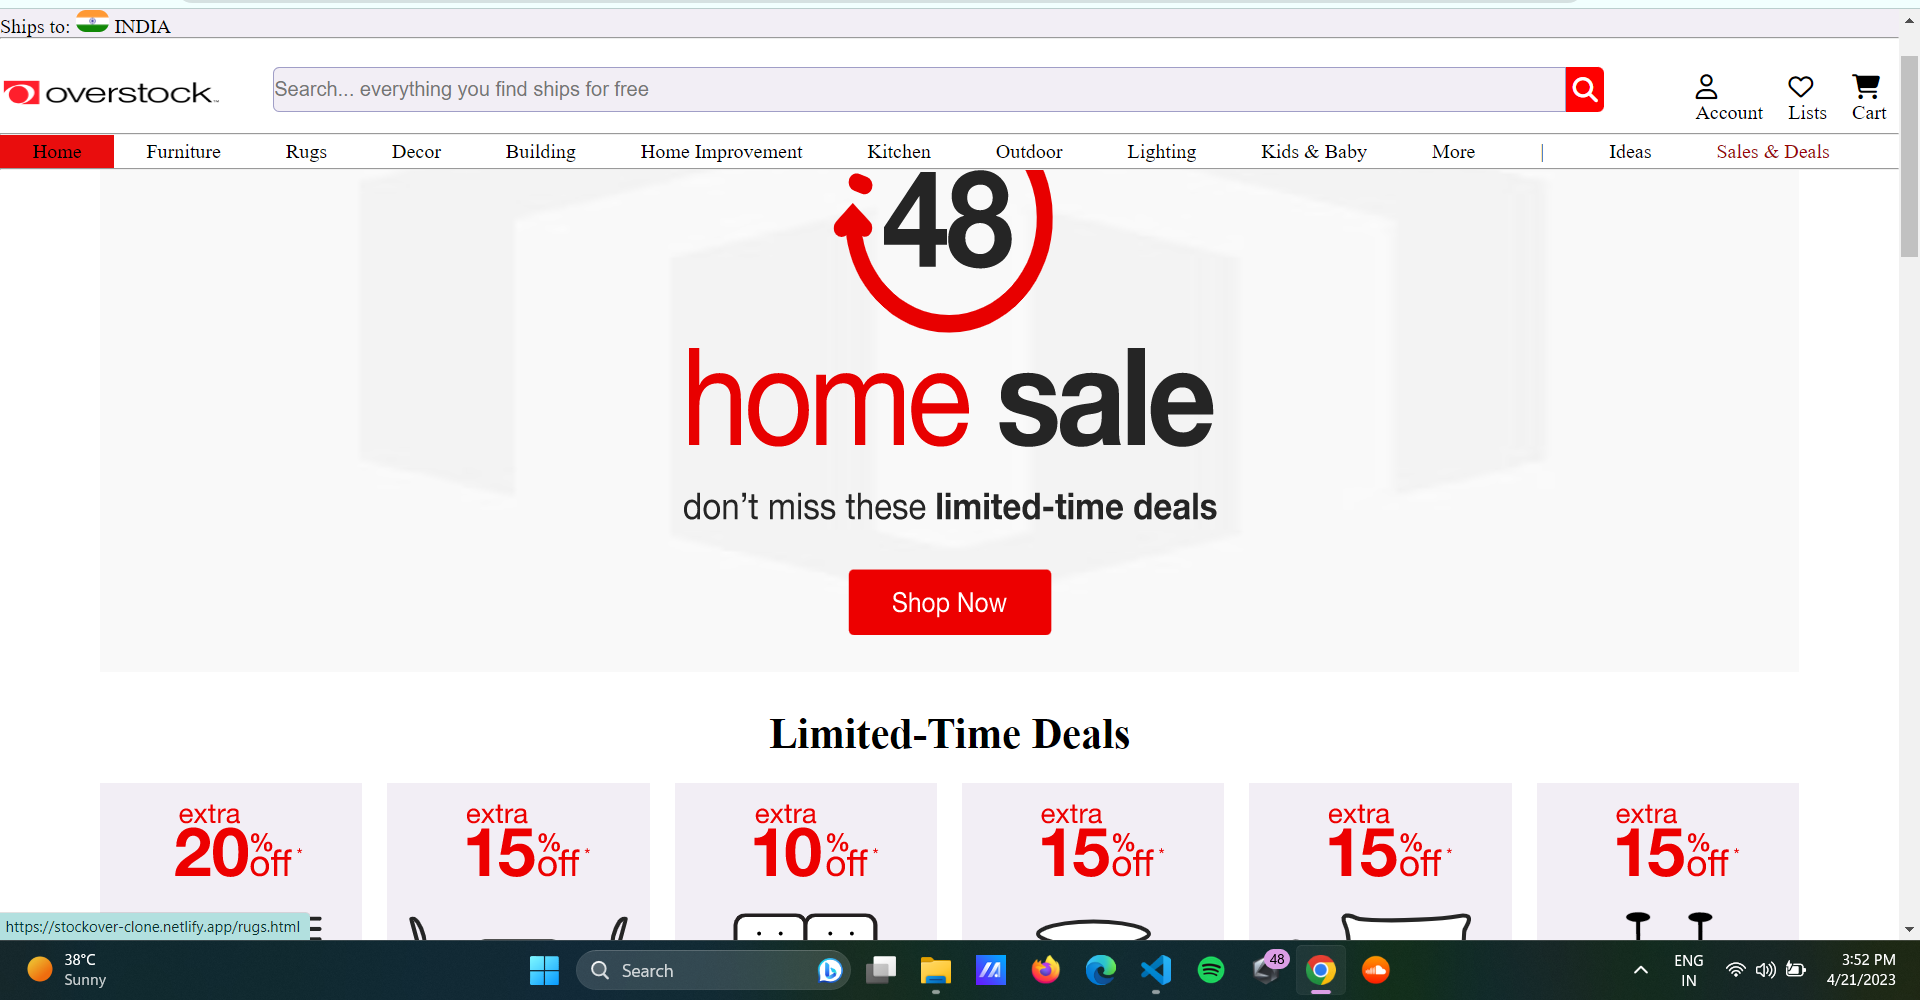 Ships to: INDIA
overstock™
Search... everything you find ships for free
Account
Lists
Cart
Home Furniture Rugs Decor Building Home Improvement Kitchen Outdoor Lighting Kids & Baby More | Ideas Sales & Deals
48
home sale
don't miss these limited-time deals
Shop Now
Limited-Time Deals
extra
20% off*
extra
15% off*
extra
10% off*
extra
15% off*
extra
15% off*
extra
15% off*
https://stockover-clone.netlify.app/rugs.html
38°C
Sunny
Search
48
ENG
IN
3:52 PM
4/21/2023